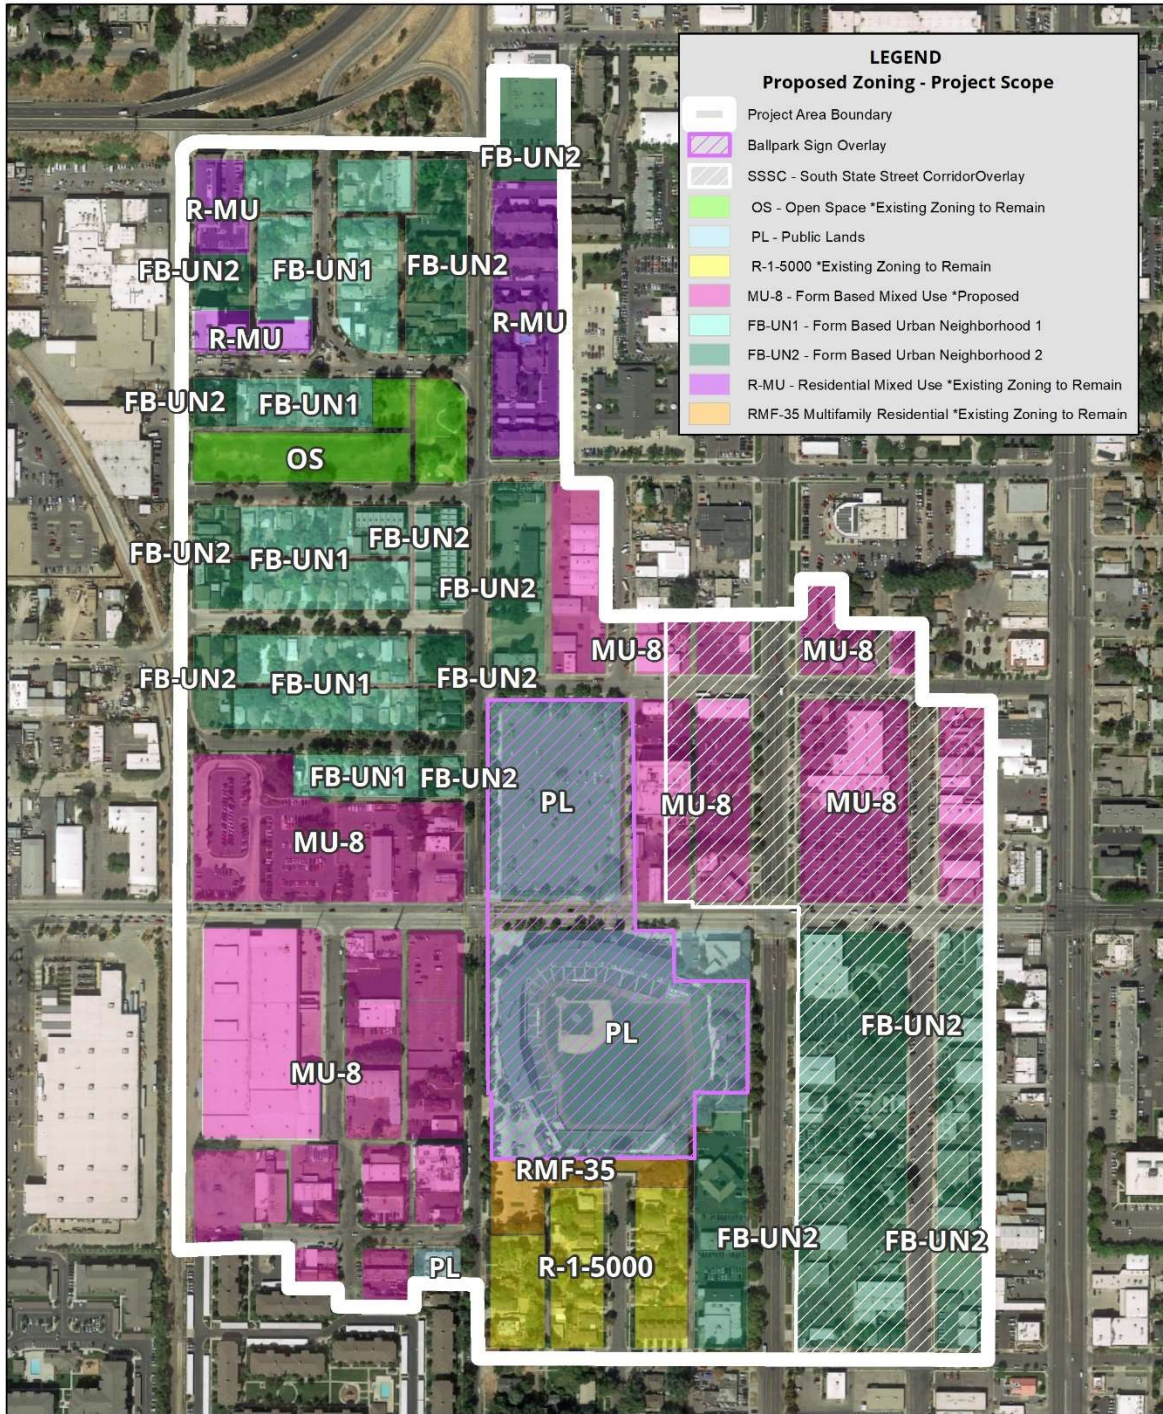 LEGEND
Proposed Zoning - Project Scope
Project Area Boundary
Ballpark Sign Overlay
SSSC - South State Street CorridorOverlay
OS - Open Space *Existing Zoning to Remain
PL - Public Lands
R-1-5000 *Existing Zoning to Remain
MU-8 - Form Based Mixed Use *Proposed
FB-UN1 - Form Based Urban Neighborhood 1
FB-UN2 - Form Based Urban Neighborhood 2
R-MU - Residential Mixed Use *Existing Zoning to Remain
RMF-35 Multifamily Residential *Existing Zoning to Remain
FB-UN2
R-MU
FB-UN2
FB-UN1
FB-UN2
R-MU
R-MU
FB-UN2
FB-UN1
OS
FB-UN2
FB-UN1
FB-UN2
FB-UN2
MU-8
MU-8
FB-UN2
FB-UN1
FB-UN2
FB-UN1
FB-UN2
PL
MU-8
MU-8
MU-8
FB-UN2
PL
MU-8
RMF-35
FB-UN2
FB-UN2
R-1-5000
PL